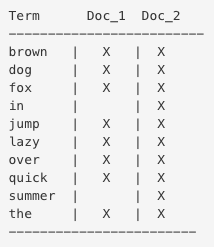 Term      Doc_1  Doc_2
-------------------------
brown   |   X   |  X
dog     |   X   |  X
fox     |   X   |  X
in      |       |  X
jump    |   X   |  X
lazy    |   X   |  X
over    |   X   |  X
quick   |   X   |  X
summer  |       |  X
the     |   X   |  X
------------------------